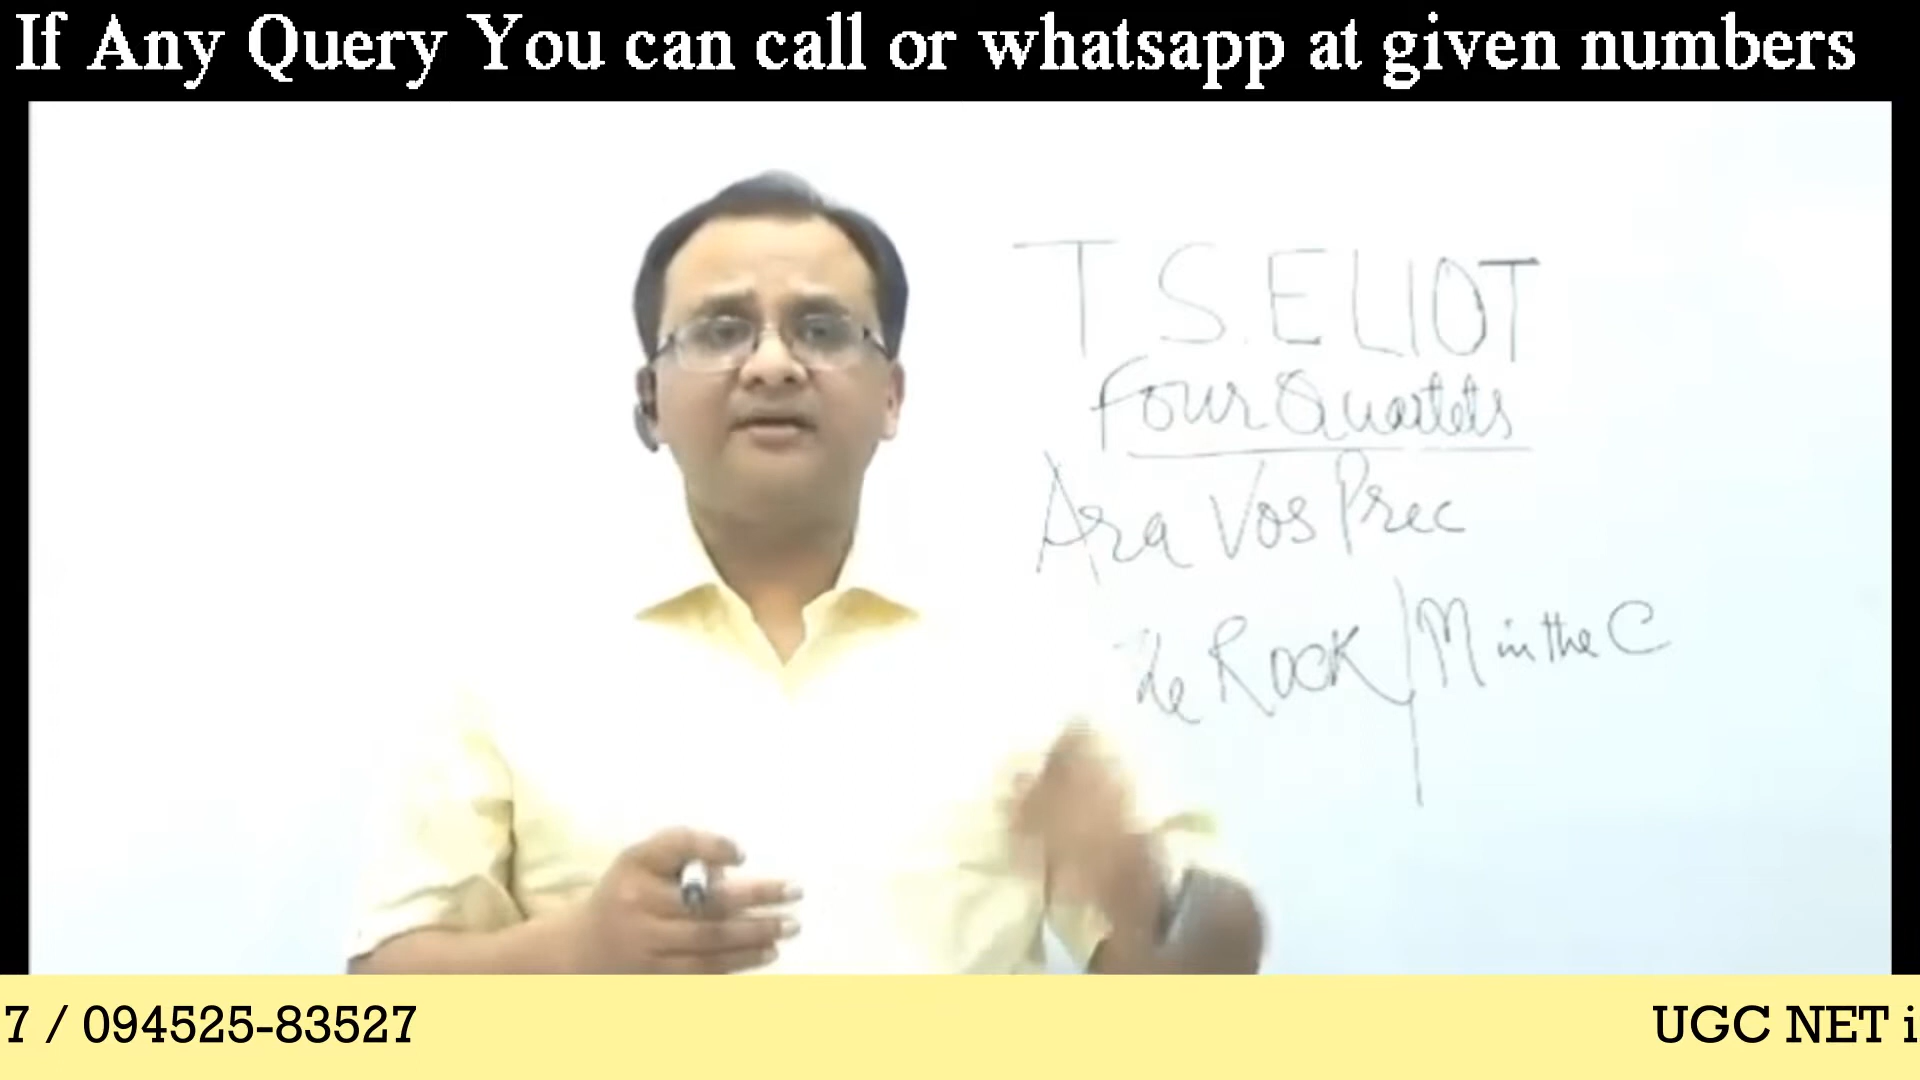 If Any Query You can call or whatsapp at given numbers
T. S. ELIOT
Four Quartets
Ara Vos Prec
The ROCK / M in the C
7 / 094525-83527
UGC NET i